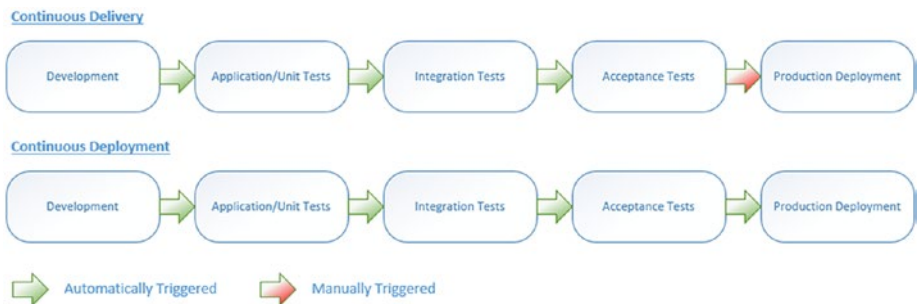 Continuous Delivery
Development
Application/Unit Tests
Integration Tests
Acceptance Tests
Production Deployment
Continuous Deployment
Development
Application/Unit Tests
Integration Tests
Acceptance Tests
Production Deployment
Automatically Triggered
Manually Triggered